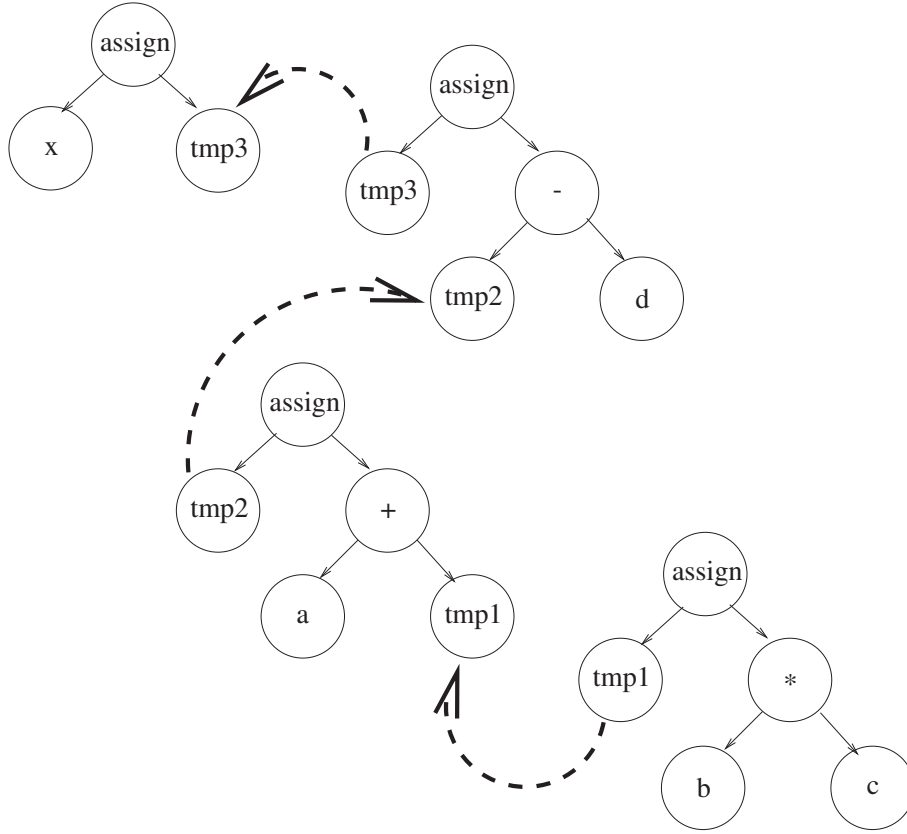 assign
x
tmp3
assign
tmp3
-
tmp2
d
assign
tmp2
+
a
tmp1
assign
tmp1
*
b
c